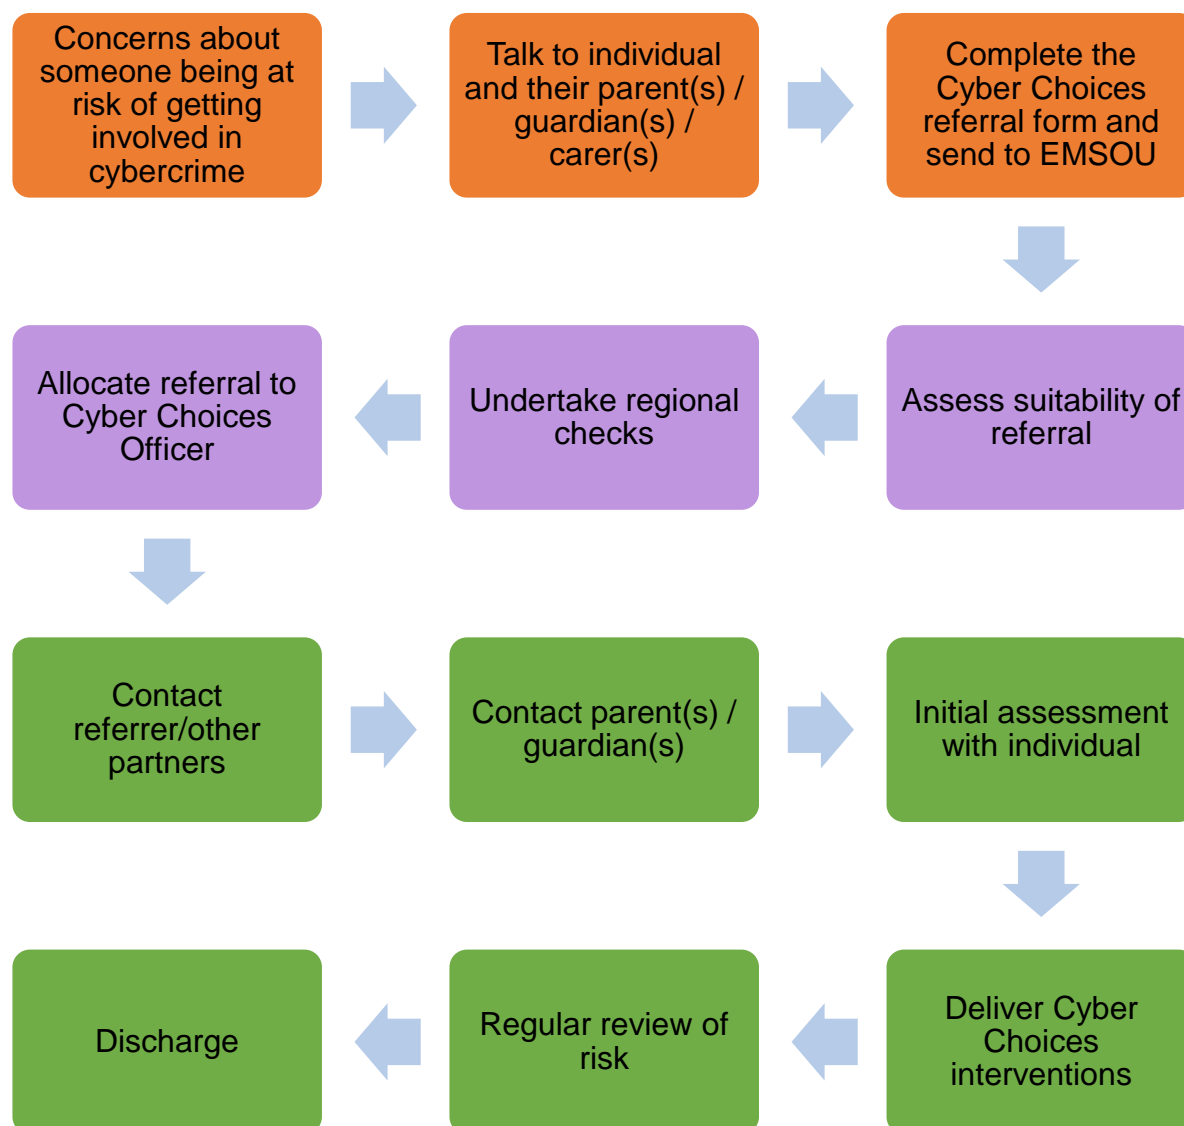 Concerns about
someone being at
risk of getting
involved in
cybercrime
Talk to individual
and their parent(s) /
guardian(s) /
carer(s)
Complete the
Cyber Choices
referral form and
send to EMSOU
Assess suitability of
referral
Undertake regional
checks
Allocate referral to
Cyber Choices
Officer
Contact
referrer/other
partners
Contact parent(s) /
guardian(s)
Initial assessment
with individual
Deliver Cyber
Choices
interventions
Regular review of
risk
Discharge